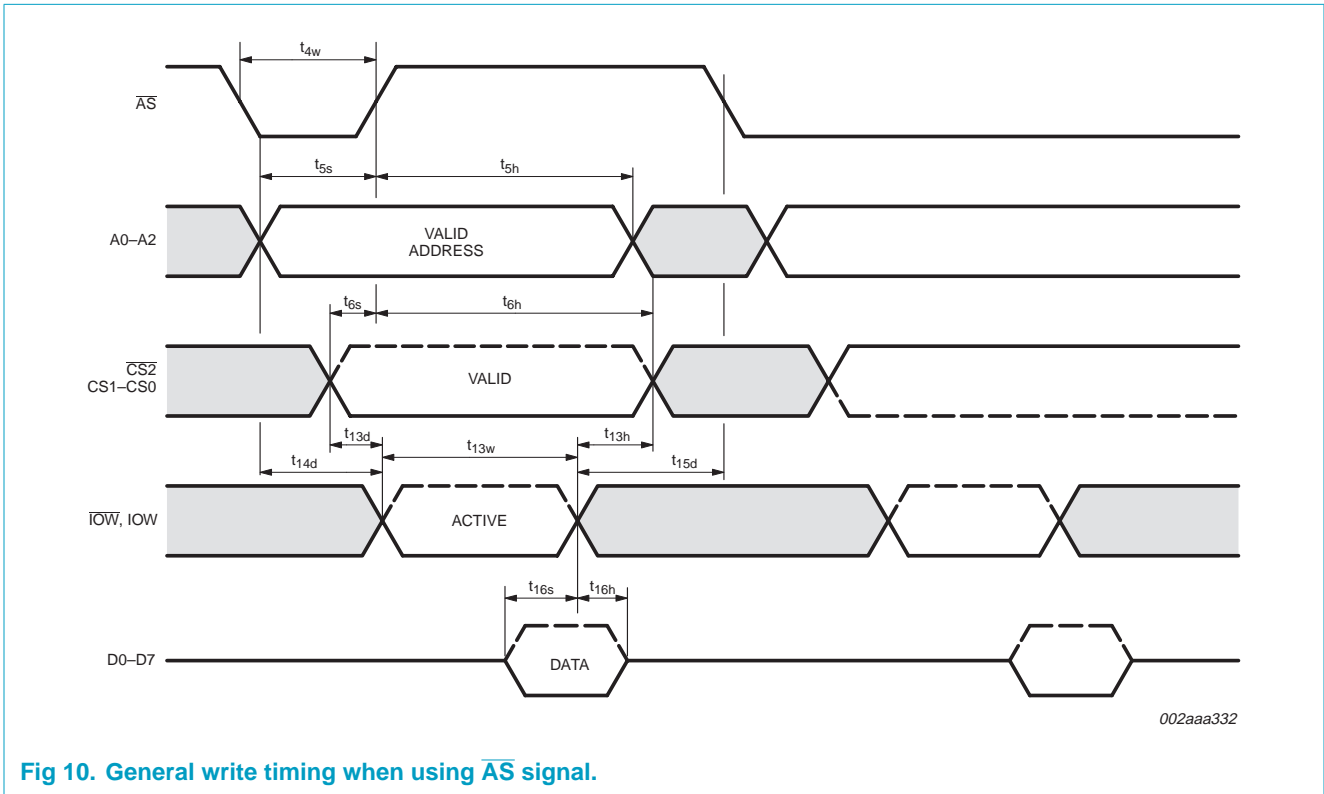 t4w
AS
t5s
t5h
A0–A2
VALID
ADDRESS
t6s
t6h
CS2
CS1–CS0
VALID
t13d
t13w
t13h
t14d
t15d
IOW, IOW
ACTIVE
t16s
t16h
D0–D7
DATA
002aaa332
Fig 10. General write timing when using AS signal.